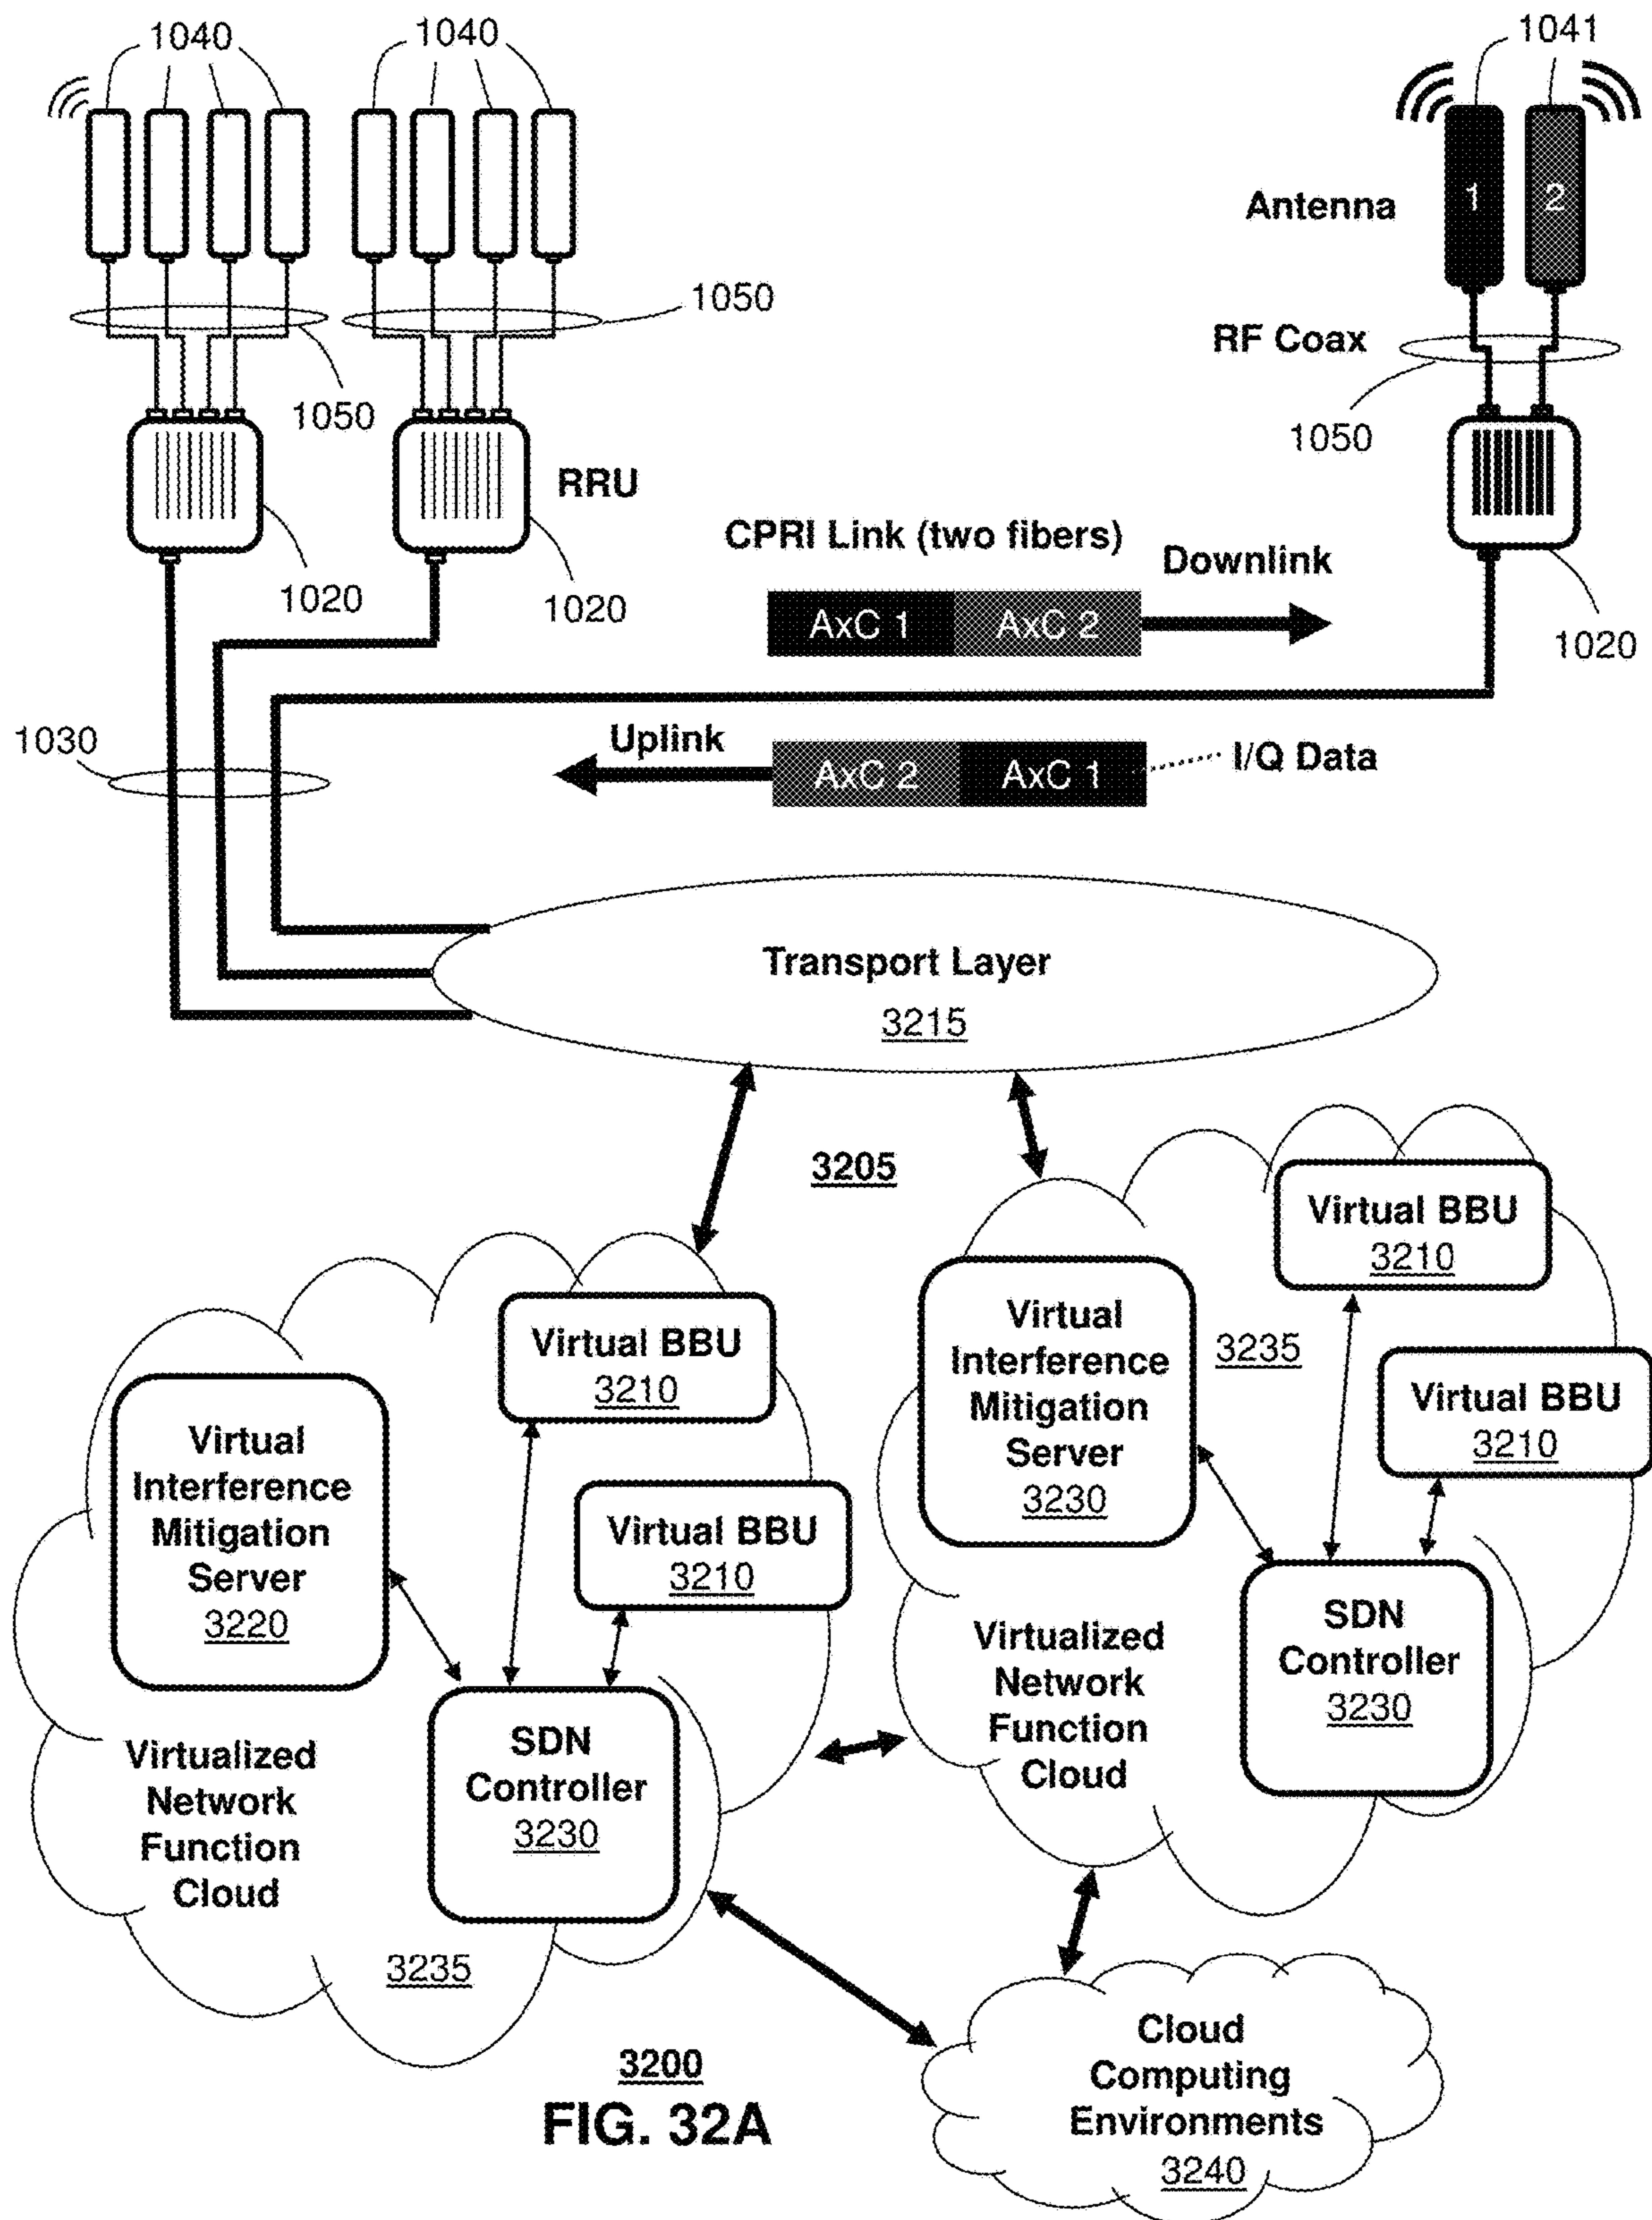 1040
1040
1041
1
2
Antenna
1050
RF Coax
1050
1050
RRU
CPRI Link (two fibers)
Downlink
1020
1020
AxC 1
AxC 2
1020
1030
Uplink
AxC 2
AxC 1
I/Q Data
Transport Layer
3215
3205
Virtual BBU
3210
Virtual
Interference
Mitigation
Server
3230
3235
Virtual BBU
3210
SDN
Controller
3230
Virtualized
Network
Function
Cloud
Virtual BBU
3210
Virtual
Interference
Mitigation
Server
3220
Virtual BBU
3210
SDN
Controller
3230
Virtualized
Network
Function
Cloud
3235
Cloud
Computing
Environments
3240
3200
FIG. 32A